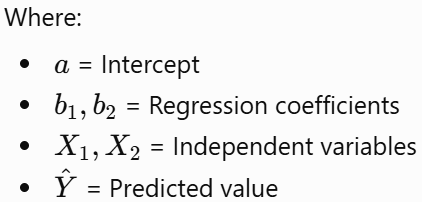 Where:
• a = Intercept
• b₁, b₂ = Regression coefficients
• X₁, X₂ = Independent variables
• Ŷ = Predicted value